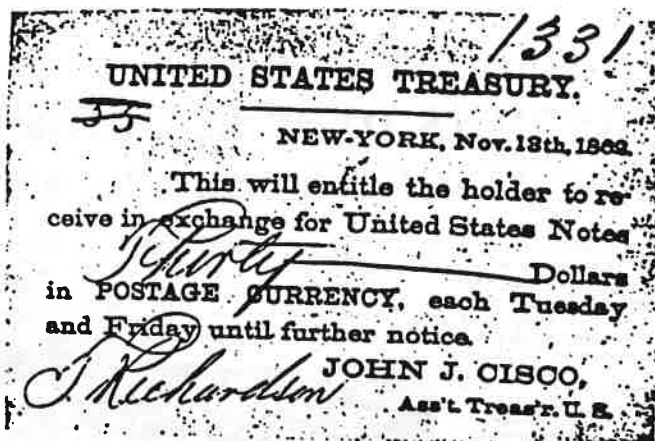 1331
UNITED STATES TREASURY.
55
NEW-YORK, Nov. 13th, 1862.
This will entitle the holder to re-
ceive in exchange for United States Notes
Thirty Dollars
in POSTAGE CURRENCY, each Tuesday
and Friday until further notice.
JOHN J. CISCO,
T. Richardson
Ass't. Treas'r. U. S.